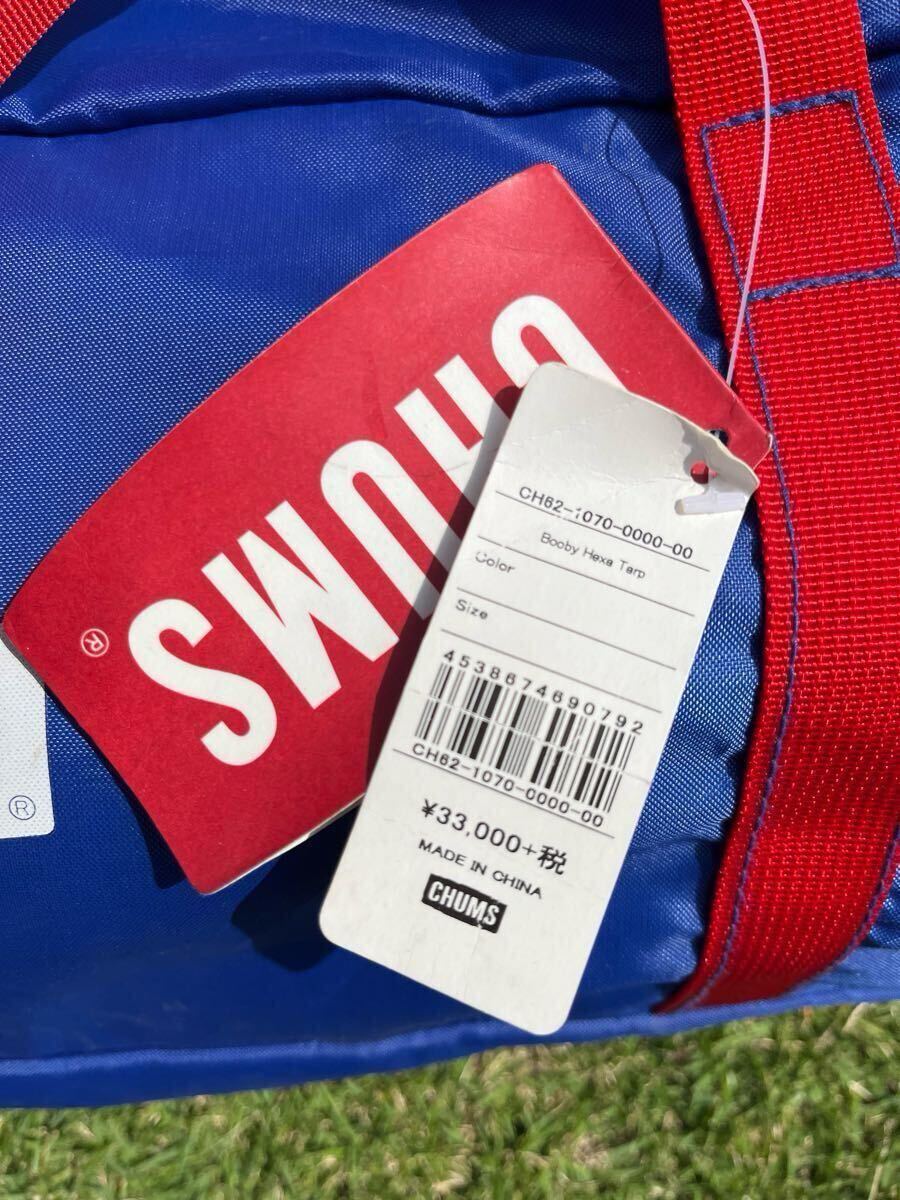 CHUMS
®
®
CH62-1070-0000-00
Booby Hexa Tarp
Color
Size
4538674690792
CH62-1070-0000-00
¥33,000+税
MADE IN CHINA
CHUMS